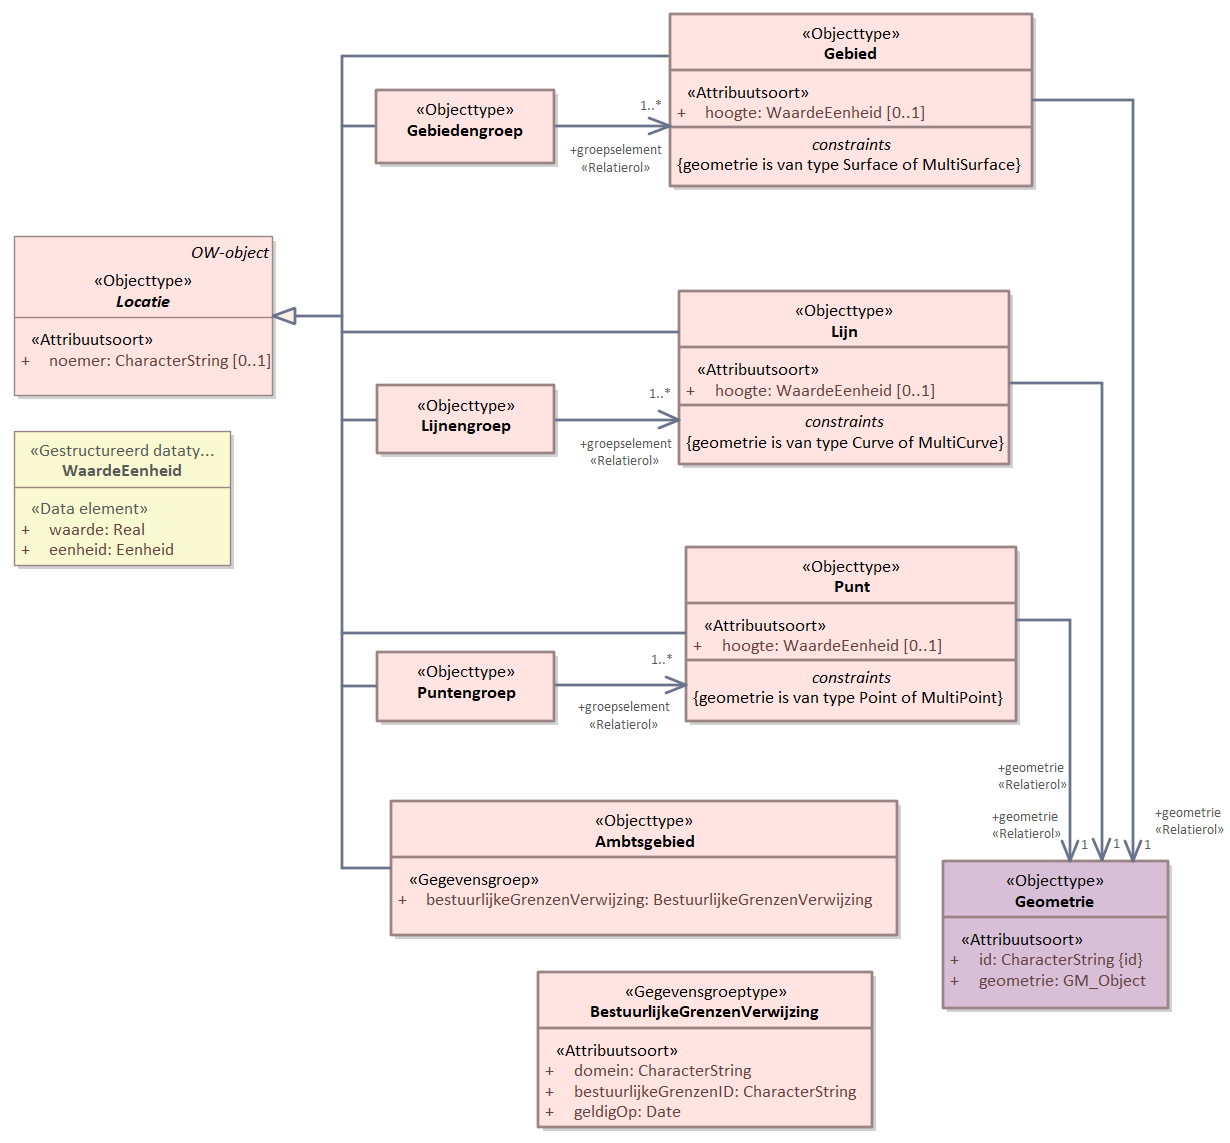 «Objecttype»
Gebied
«Attribuutsoort»
+ hoogte: WaardeEenheid [0..1]
constraints
{geometrie is van type Surface of MultiSurface}
«Objecttype»
Gebiedengroep
1..*
+groepselement
«Relatierol»
OW-object
«Objecttype»
Locatie
«Attribuutsoort»
+ noemer: CharacterString [0..1]
«Objecttype»
Lijn
«Attribuutsoort»
+ hoogte: WaardeEenheid [0..1]
constraints
{geometrie is van type Curve of MultiCurve}
«Objecttype»
Lijnengroep
1..*
+groepselement
«Relatierol»
«Gestructureerd dataty...
WaardeEenheid
«Data element»
+ waarde: Real
+ eenheid: Eenheid
«Objecttype»
Punt
«Attribuutsoort»
+ hoogte: WaardeEenheid [0..1]
constraints
{geometrie is van type Point of MultiPoint}
«Objecttype»
Puntengroep
1..*
+groepselement
«Relatierol»
+geometrie
«Relatierol»
+geometrie
«Relatierol»
+geometrie
«Relatierol»
1
1
1
«Objecttype»
Ambtsgebied
«Gegevensgroep»
+ bestuurlijkeGrenzenVerwijzing: BestuurlijkeGrenzenVerwijzing
«Objecttype»
Geometrie
«Attribuutsoort»
+ id: CharacterString {id}
+ geometrie: GM_Object
«Gegevensgroeptype»
BestuurlijkeGrenzenVerwijzing
«Attribuutsoort»
+ domein: CharacterString
+ bestuurlijkeGrenzenID: CharacterString
+ geldigOp: Date